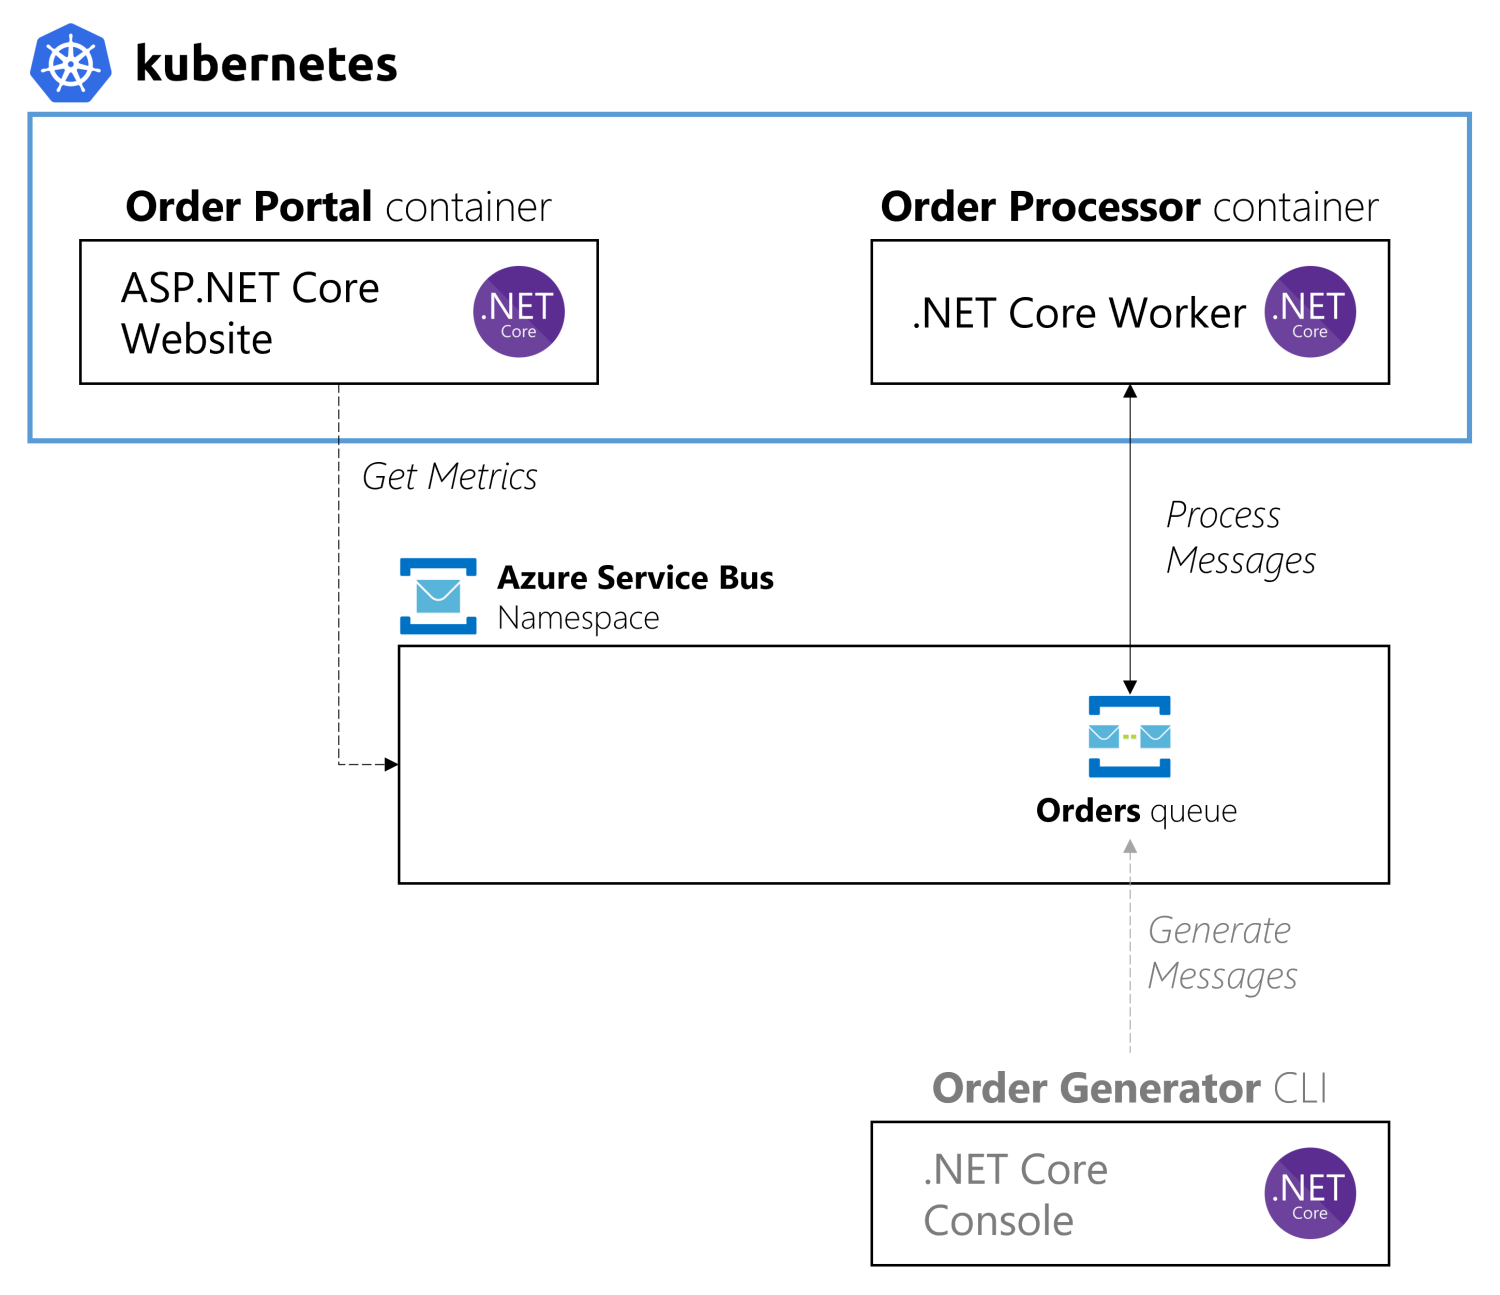 kubernetes
Order Portal container
ASP.NET Core
Website
.NET
Core
Order Processor container
.NET Core Worker
.NET
Core
Get Metrics
Process
Messages
Azure Service Bus
Namespace
Orders queue
Generate
Messages
Order Generator CLI
.NET Core
Console
.NET
Core